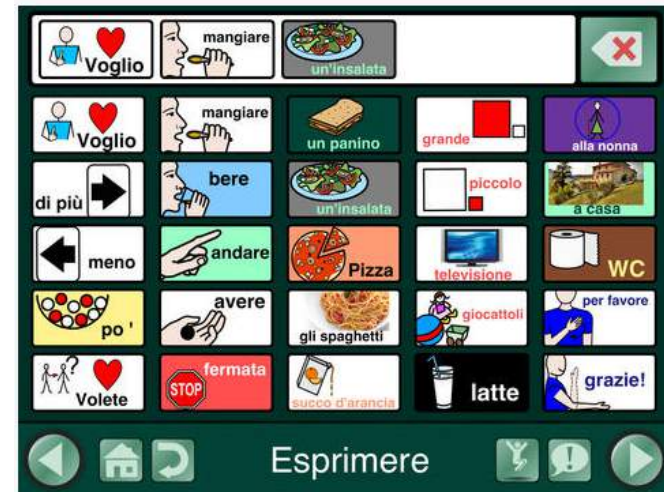 Voglio mangiare un'insalata
Voglio mangiare un panino grande alla nonna
di più bere un'insalata piccolo a casa
meno andare Pizza televisione WC
po ' avere gli spaghetti giocattoli per favore
Volete fermata STOP succo d'arancia latte grazie!
Esprimere